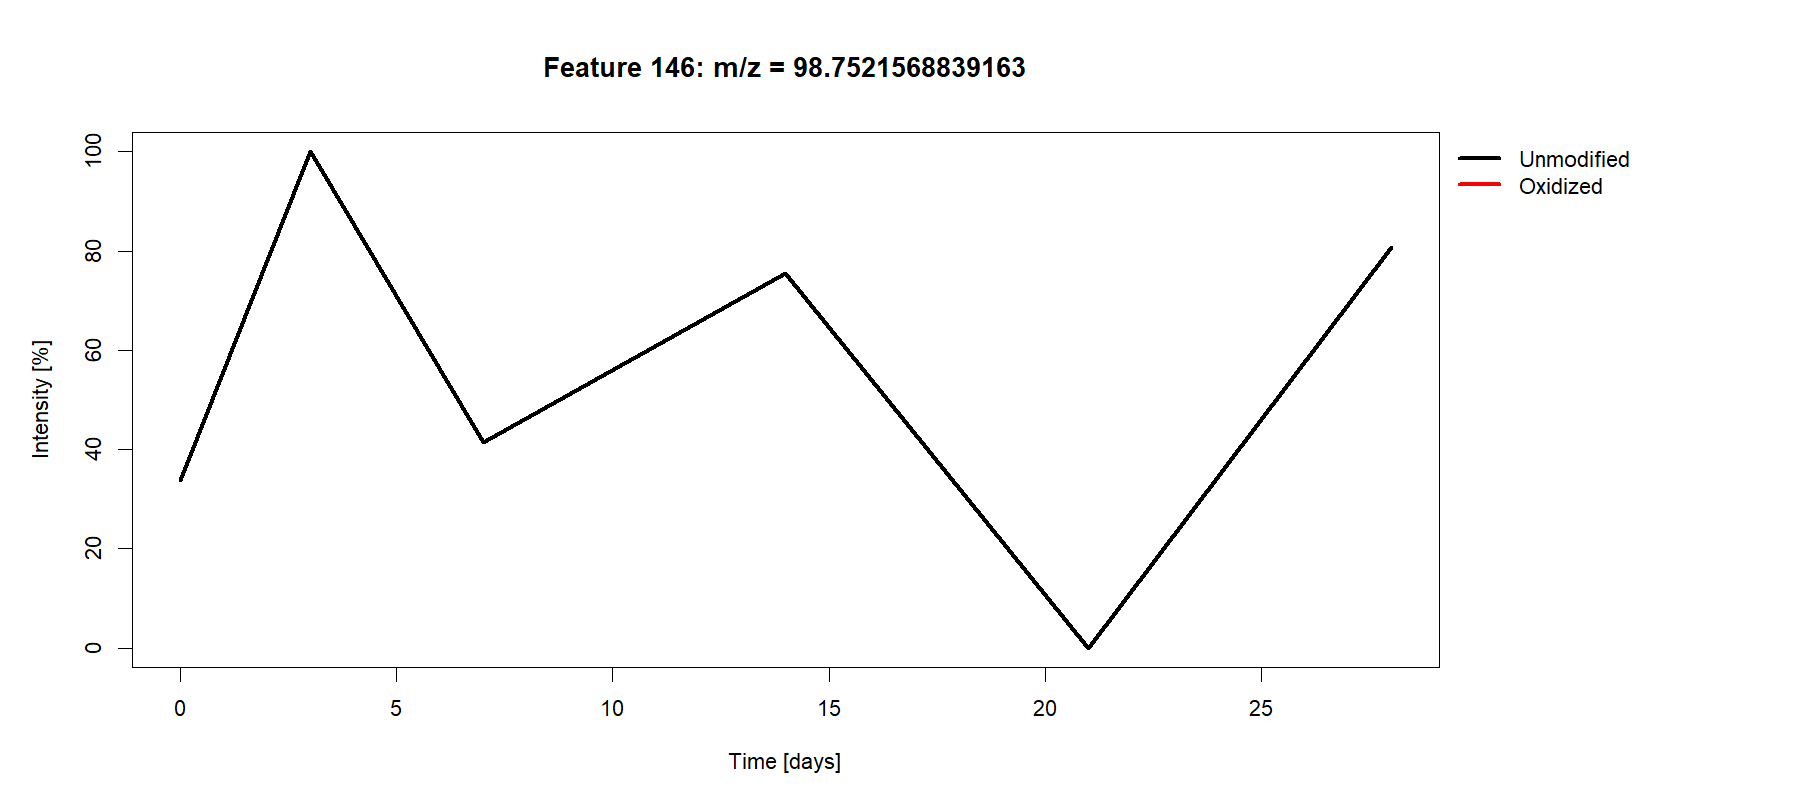 Feature 146: m/z = 98.7521568839163
Unmodified
Oxidized
Intensity [%]
100
80
60
40
20
0
0 5 10 15 20 25
Time [days]